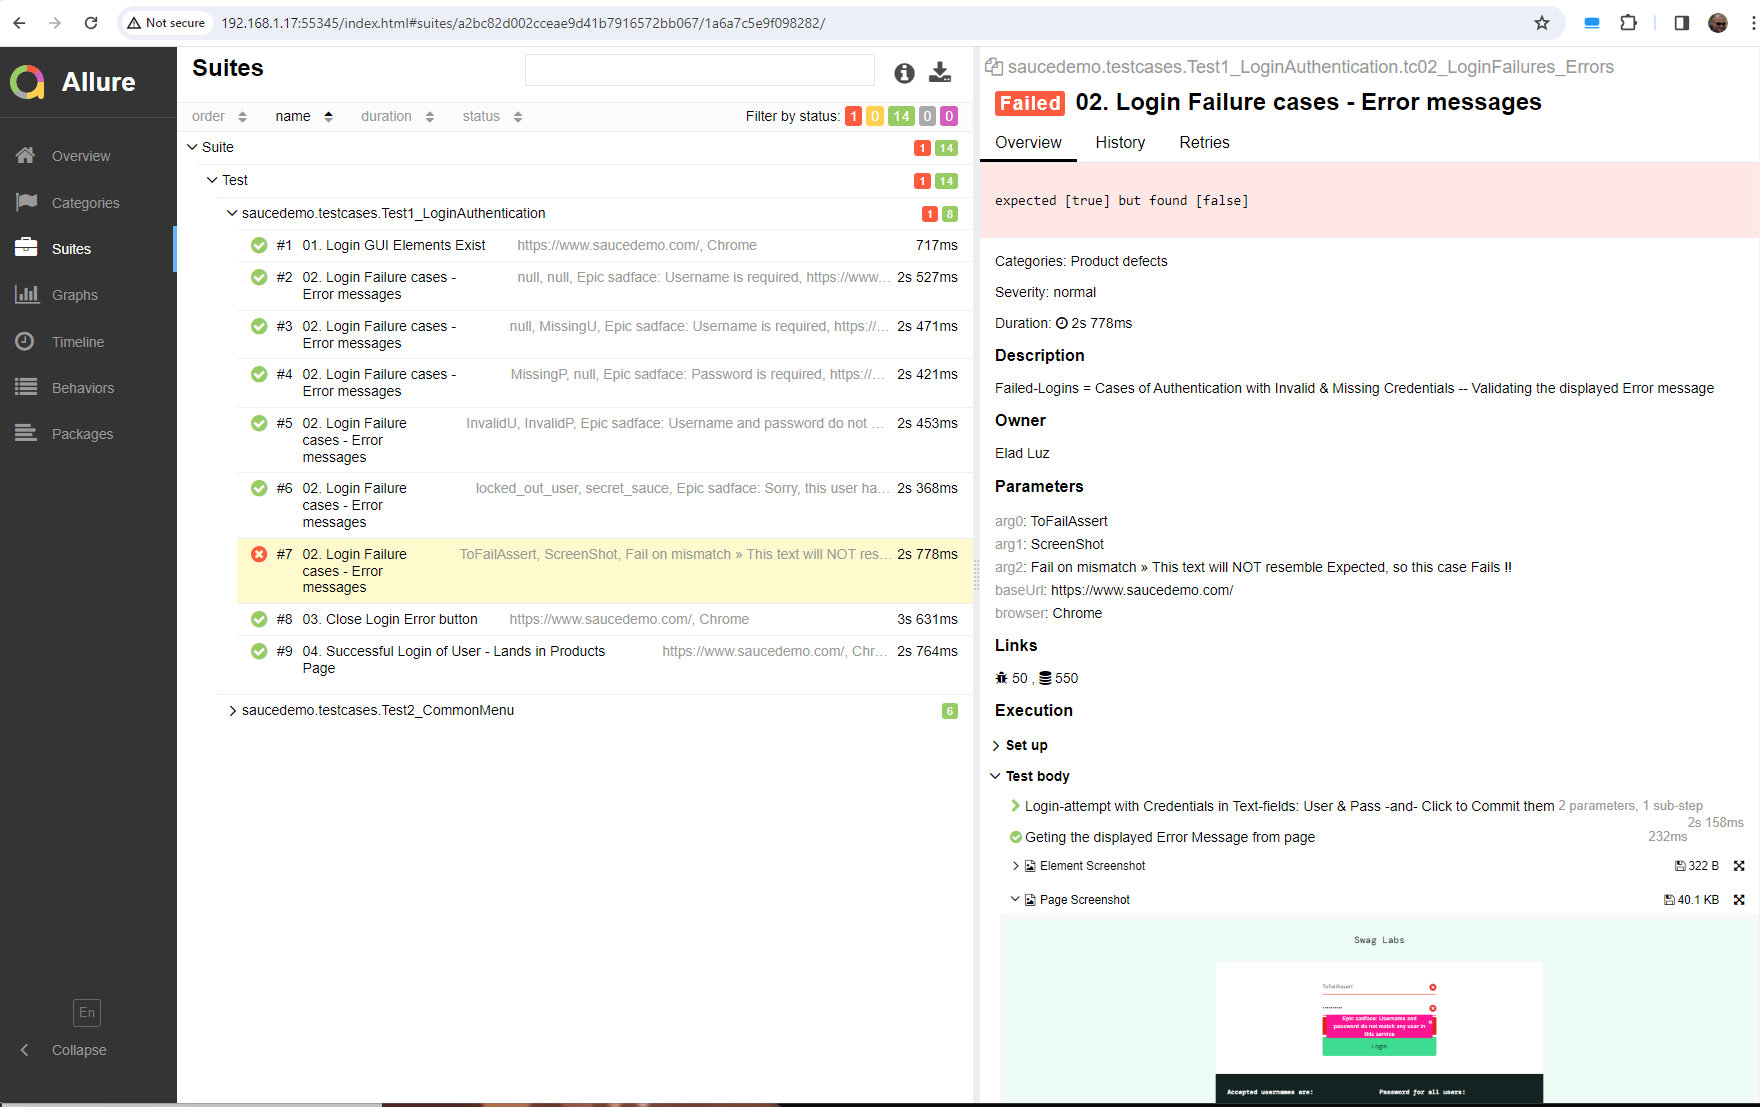 Not secure 192.168.1.17:55345/index.html#suites/a2bc82d002cceae9d41b7916572bb067/1a6a7c5e9f098282/
Allure
Overview
Categories
Suites
Graphs
Timeline
Behaviors
Packages
En
Collapse
Suites
order name duration status Filter by status: 1 0 14 0 0
Suite 1 14
Test 1 14
saucedemo.testcases.Test1_LoginAuthentication 1 8
#1 01. Login GUI Elements Exist https://www.saucedemo.com/, Chrome 717ms
#2 02. Login Failure cases - null, null, Epic sadface: Username is required, https://www... 2s 527ms
Error messages
#3 02. Login Failure cases - null, MissingU, Epic sadface: Username is required, https://... 2s 471ms
Error messages
#4 02. Login Failure cases - MissingP, null, Epic sadface: Password is required, https://... 2s 421ms
Error messages
#5 02. Login Failure InvalidU, InvalidP, Epic sadface: Username and password do not ... 2s 453ms
cases - Error
messages
#6 02. Login Failure locked_out_user, secret_sauce, Epic sadface: Sorry, this user ha... 2s 368ms
cases - Error
messages
#7 02. Login Failure ToFailAssert, ScreenShot, Fail on mismatch » This text will NOT res... 2s 778ms
cases - Error
messages
#8 03. Close Login Error button https://www.saucedemo.com/, Chrome 3s 631ms
#9 04. Successful Login of User - Lands in Products https://www.saucedemo.com/, Chr... 2s 764ms
Page
saucedemo.testcases.Test2_CommonMenu 6
saucedemo.testcases.Test1_LoginAuthentication.tc02_LoginFailures_Errors
Failed 02. Login Failure cases - Error messages
Overview History Retries
expected [true] but found [false]
Categories: Product defects
Severity: normal
Duration: 2s 778ms
Description
Failed-Logins = Cases of Authentication with Invalid & Missing Credentials -- Validating the displayed Error message
Owner
Elad Luz
Parameters
arg0: ToFailAssert
arg1: ScreenShot
arg2: Fail on mismatch » This text will NOT resemble Expected, so this case Fails !!
baseUrl: https://www.saucedemo.com/
browser: Chrome
Links
50 , 550
Execution
Set up
Test body
Login-attempt with Credentials in Text-fields: User & Pass -and- Click to Commit them 2 parameters, 1 sub-step
2s 158ms
Geting the displayed Error Message from page 232ms
Element Screenshot 322 B
Page Screenshot 40.1 KB
Swag Labs
ToFailAssert
Epic sadface: Username and
password do not match any user in
this service
Login
Accepted usernames are: Password for all users: